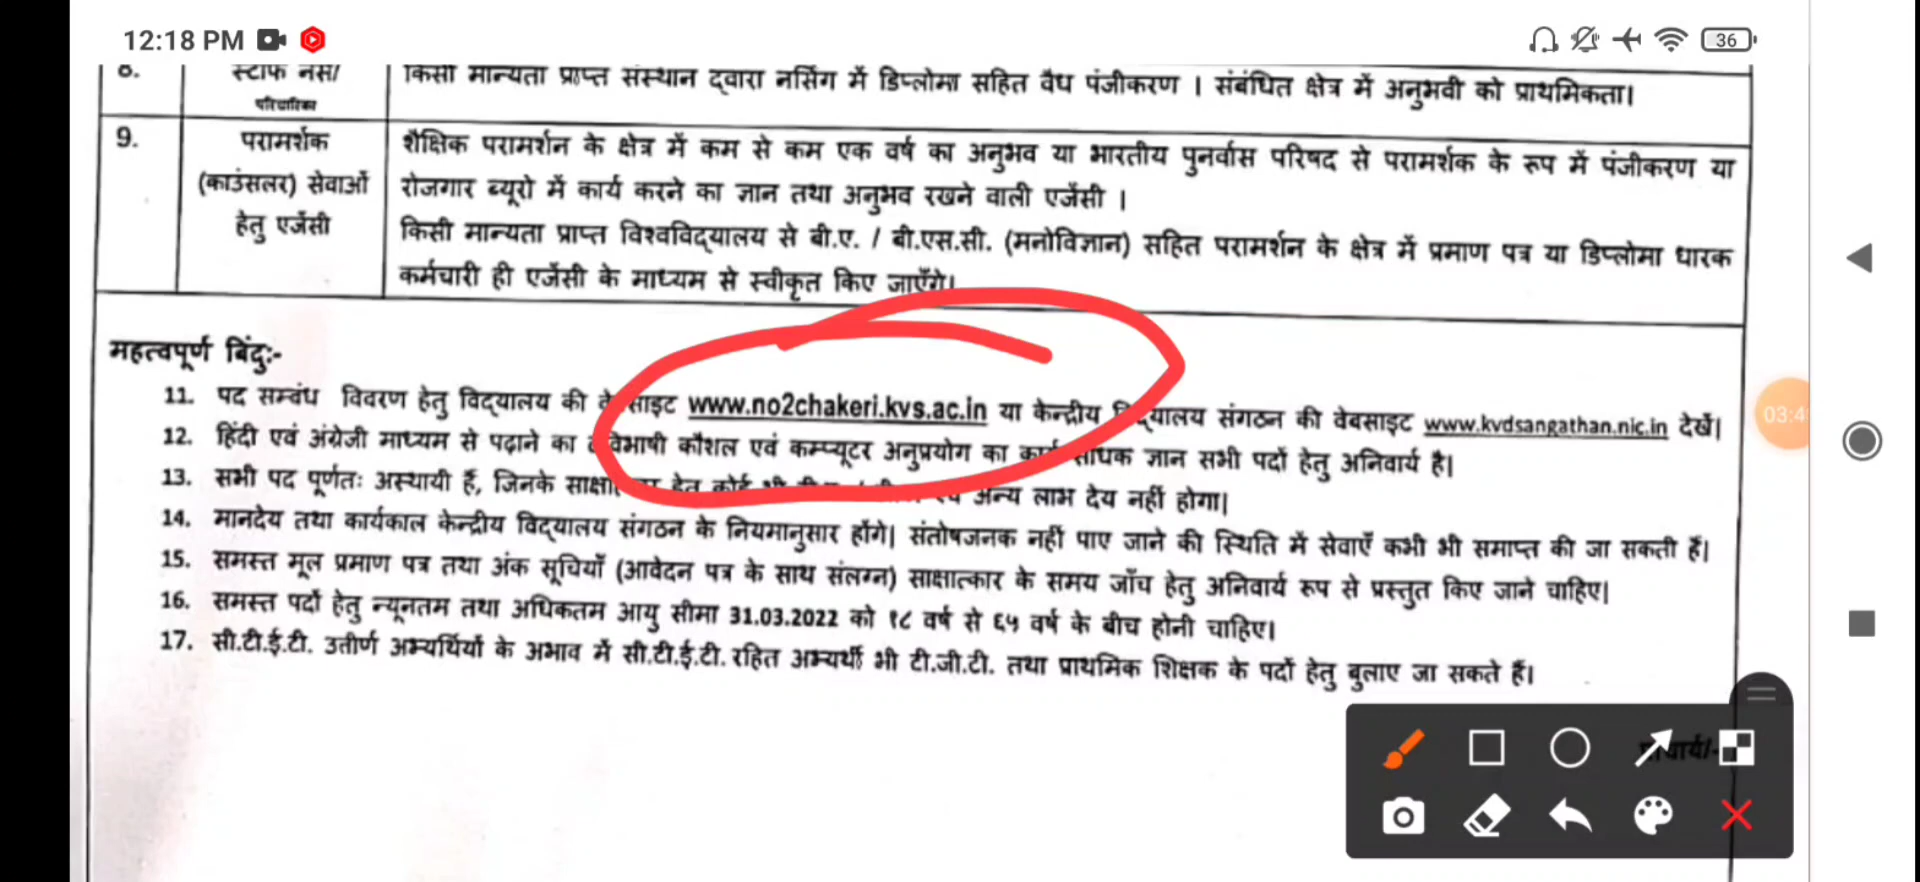 12:18 PM
36
8. स्टाफ नर्स/ किसी मान्यता प्राप्त संस्थान द्वारा नर्सिंग में डिप्लोमा सहित वैध पंजीकरण । संबंधित क्षेत्र में अनुभवी को प्राथमिकता।
परिचारिका
9. परामर्शक शैक्षिक परामर्शन के क्षेत्र में कम से कम एक वर्ष का अनुभव या भारतीय पुनर्वास परिषद से परामर्शक के रूप में पंजीकरण या
(काउंसलर) सेवाओं रोजगार ब्यूरो में कार्य करने का ज्ञान तथा अनुभव रखने वाली एजेंसी ।
हेतु एजेंसी किसी मान्यता प्राप्त विश्वविद्यालय से बी.ए. / बी.एस.सी. (मनोविज्ञान) सहित परामर्शन के क्षेत्र में प्रमाण पत्र या डिप्लोमा धारक
कर्मचारी ही एजेंसी के माध्यम से स्वीकृत किए जाएँगे।
महत्वपूर्ण बिंदुः-
11. पद सम्बंध विवरण हेतु विद्यालय की वेबसाइट www.no2chakeri.kvs.ac.in या केन्द्रीय विद्यालय संगठन की वेबसाइट www.kvdsangathan.nic.in देखें।
03:4
12. हिंदी एवं अंग्रेजी माध्यम से पढ़ाने का द्विभाषी कौशल एवं कम्प्यूटर अनुप्रयोग का कार्य साधक ज्ञान सभी पदों हेतु अनिवार्य है।
13. सभी पद पूर्णतः अस्थायी हैं, जिनके हेतु कोई भी अन्य लाभ देय नहीं होगा।
14. मानदेय तथा कार्यकाल केन्द्रीय विद्यालय संगठन के नियमानुसार होंगे। संतोषजनक नहीं पाए जाने की स्थिति में सेवाएँ कभी भी समाप्त की जा सकती हैं।
15. समस्त मूल प्रमाण पत्र तथा अंक सूचियाँ (आवेदन पत्र के साथ संलग्न) साक्षात्कार के समय जाँच हेतु अनिवार्य रूप से प्रस्तुत किए जाने चाहिए।
16. समस्त पदों हेतु न्यूनतम तथा अधिकतम आयु सीमा 31.03.2022 को १८ वर्ष से ६५ वर्ष के बीच होनी चाहिए।
17. सी.टी.ई.टी. उतीर्ण अभ्यर्थियों के अभाव में सी.टी.ई.टी. रहित अभ्यर्थी भी टी.जी.टी. तथा प्राथमिक शिक्षक के पदों हेतु बुलाए जा सकते हैं।